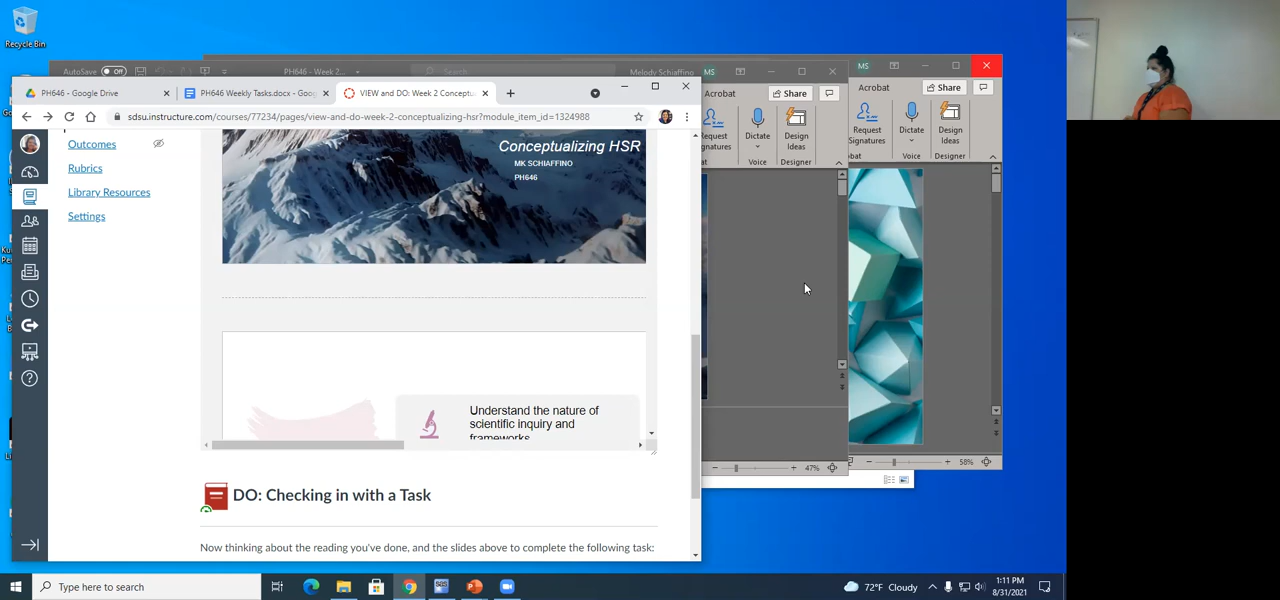 Recycle Bin
AutoSave
Off
PH646 - Week 2...
Search
Melody Schiaffino
MS
MS
PH646 - Google Drive
PH646 Weekly Tasks.docx - Goog
VIEW and DO: Week 2 Conceptu
sdsu.instructure.com/courses/77234/pages/view-and-do-week-2-conceptualizing-hsr?module_item_id=1324988
Acrobat
Share
Acrobat
Share
Request
Signatures
Dictate
Design
Ideas
Voice
Designer
Request
Signatures
Dictate
Design
Ideas
Voice
Designer
Outcomes
Rubrics
Library Resources
Settings
Conceptualizing HSR
MK SCHIAFFINO
PH646
Understand the nature of
scientific inquiry and
frameworks
DO: Checking in with a Task
Now thinking about the reading you've done, and the slides above to complete the following task:
47%
58%
Type here to search
72°F Cloudy
1:11 PM
8/31/2021